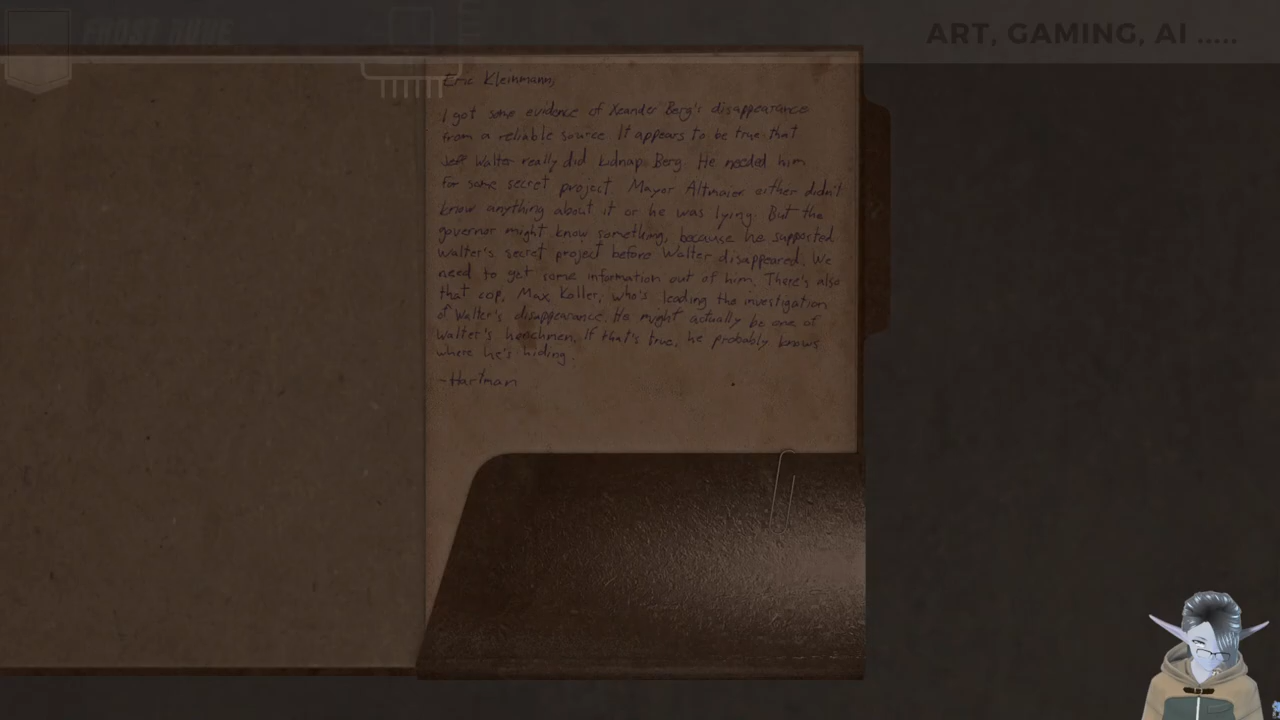 FROST RUNE
ART, GAMING, AI .....
Eric Kleinmann,
I got some evidence of Xeander Berg's disappearance
from a reliable source. It appears to be true that
Jeff Walter really did kidnap Berg. He needed him
for some secret project. Mayor Altmaier either didn't
know anything about it or he was lying. But the
governor might know something, because he supported
Walter's secret project before Walter disappeared. We
need to get some information out of him. There's also
that cop, Max Koller, who's leading the investigation
of Walter's disappearance. He might actually be one of
Walter's henchmen. If that's true, he probably knows
where he's hiding.
-Hartman